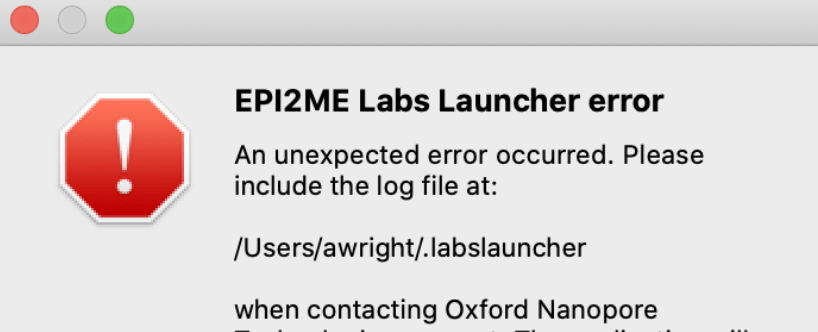 EPI2ME Labs Launcher error
An unexpected error occurred. Please
include the log file at:
/Users/awright/.labslauncher
when contacting Oxford Nanopore